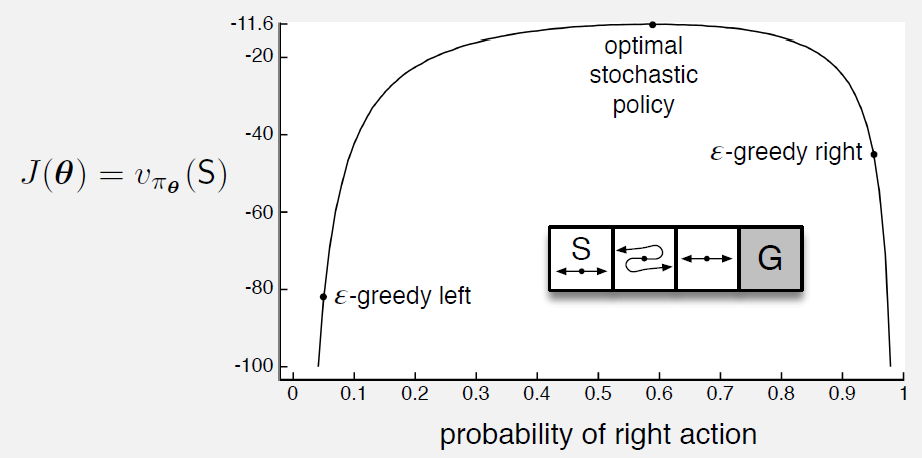 -11.6
-20
optimal
stochastic
policy
-40
ε-greedy right
J(θ) = vπθ(S)
-60
S G
-80
ε-greedy left
-100
0 0.1 0.2 0.3 0.4 0.5 0.6 0.7 0.8 0.9 1
probability of right action